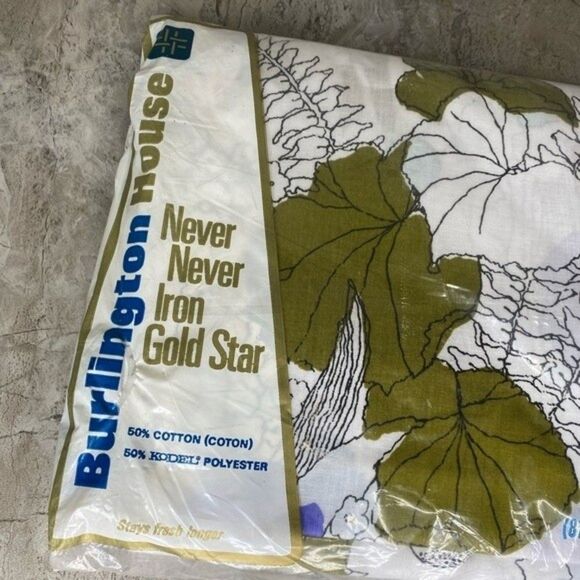 Burlington House
Never
Never
Iron
Gold Star
50% COTTON (COTON)
50% KODEL® POLYESTER
Stays fresh longer